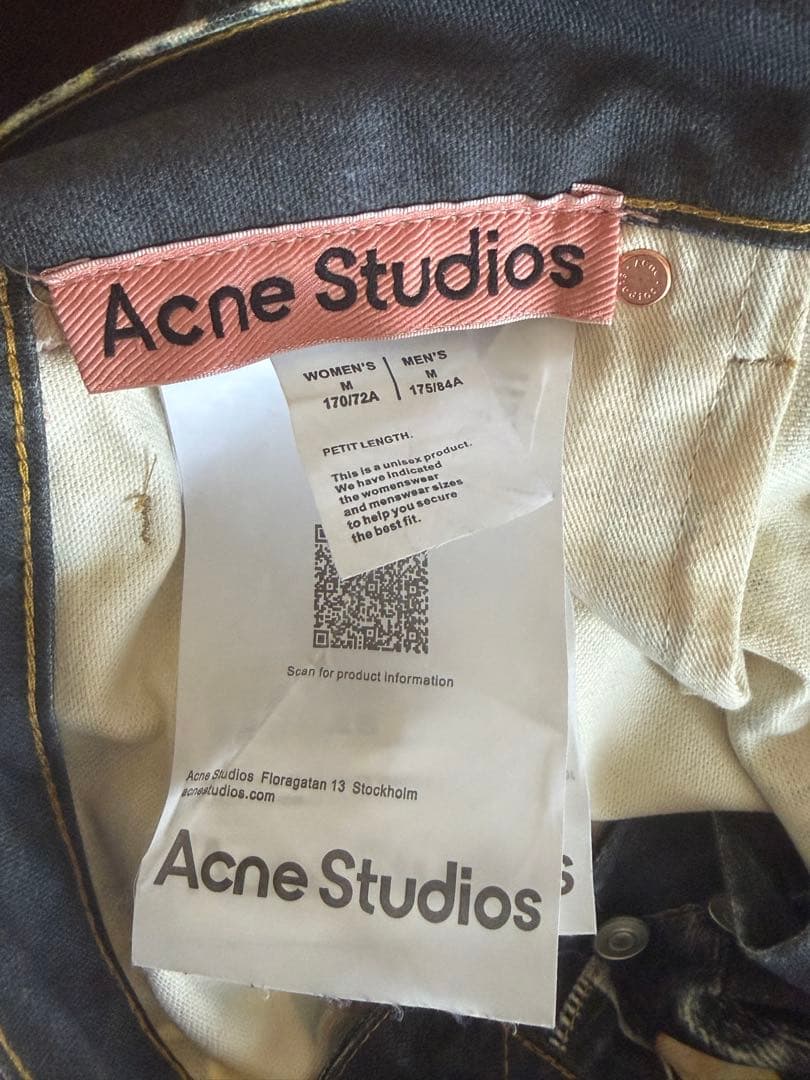 Acne Studios
WOMEN'S
M
170/72A
MEN'S
M
175/84A
PETIT LENGTH.
This is a unisex product.
We have indicated
the womenswear
and menswear sizes
to help you secure
the best fit.
Scan for product information
Acne Studios Floragatan 13 Stockholm
acnestudios.com
Acne Studios
s
Acne
Studios